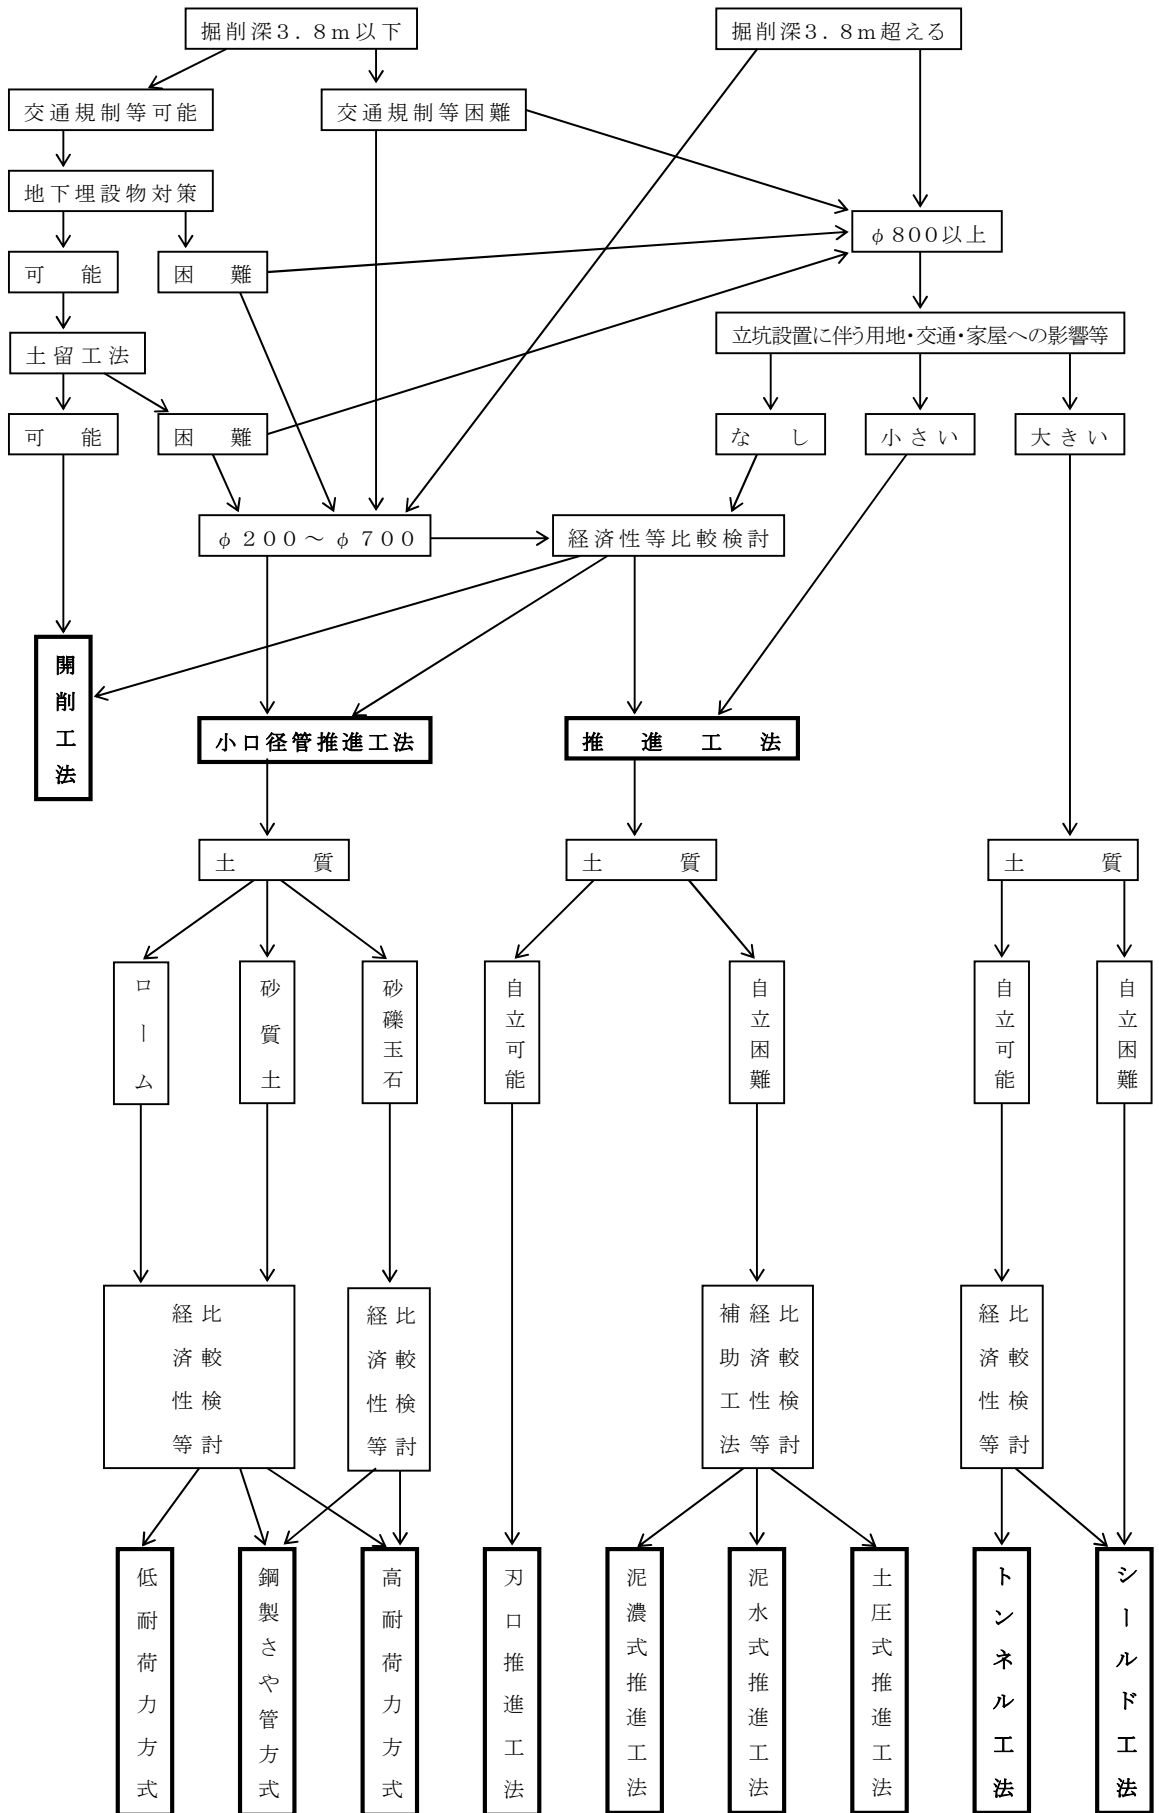 掘削深３．８ｍ以下
掘削深３．８ｍ超える
交通規制等可能
交通規制等困難
地下埋設物対策
φ８００以上
可　能
困　難
立坑設置に伴う用地・交通・家屋への影響等
土留工法
可　能
困　難
な　し
小さい
大きい
φ２００～φ７００
経済性等比較検討
開削工法
小口径管推進工法
推　進　工　法
土　　質
土　　質
土　　質
ローム
砂質土
砂礫玉石
自立可能
自立困難
自立可能
自立困難
比較検討
経済性等
比較検討
経済性等
比較検討
経済性等
補助工法
比較検討
経済性等
低耐荷力方式
鋼製さや管方式
高耐荷力方式
刃口推進工法
泥濃式推進工法
泥水式推進工法
土圧式推進工法
トンネル工法
シールド工法